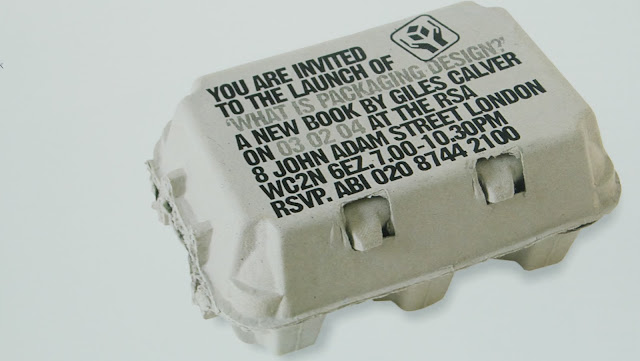 YOU ARE INVITED
TO THE LAUNCH OF
'WHAT IS PACKAGING DESIGN?'
A NEW BOOK BY GILES CALVER
ON 03 02 04 AT THE RSA
8 JOHN ADAM STREET LONDON
WC2N 6EZ.7.00-10.30PM
RSVP. ABI 020 8744 2100